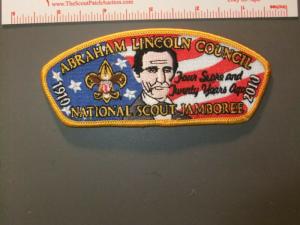 www.TheScoutPatchAuction.com
ABRAHAM LINCOLN COUNCIL
1910
Four Score and
Twenty Years Ago
2010
NATIONAL SCOUT JAMBOREE